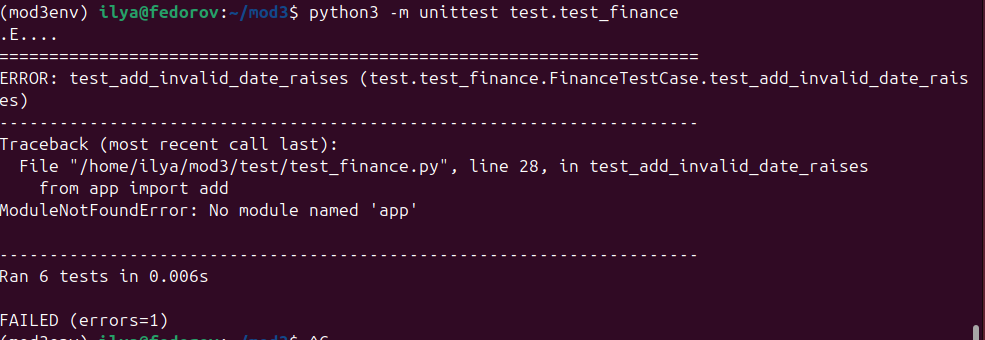 (mod3env) ilya@fedorov:~/mod3$ python3 -m unittest test.test_finance
.E....
======================================================================
ERROR: test_add_invalid_date_raises (test.test_finance.FinanceTestCase.test_add_invalid_date_rais
es)
----------------------------------------------------------------------
Traceback (most recent call last):
  File "/home/ilya/mod3/test/test_finance.py", line 28, in test_add_invalid_date_raises
    from app import add
ModuleNotFoundError: No module named 'app'

----------------------------------------------------------------------
Ran 6 tests in 0.006s

FAILED (errors=1)
(mod3env) ilya@fedorov:~/mod3$ ^C